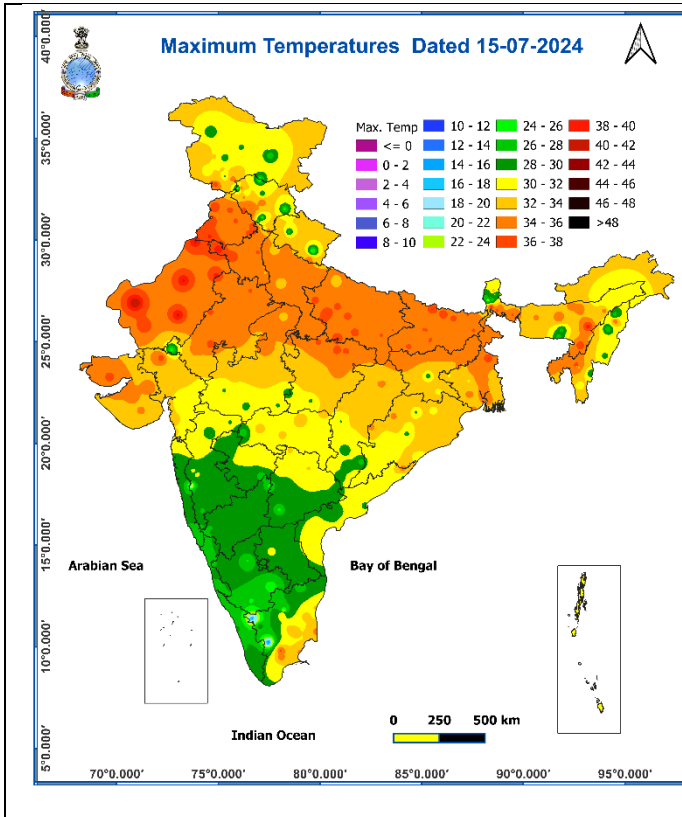 Maximum Temperatures Dated 15-07-2024
Max. Temp
<= 0
0 - 2
2 - 4
4 - 6
6 - 8
8 - 10
10 - 12
12 - 14
14 - 16
16 - 18
18 - 20
20 - 22
22 - 24
24 - 26
26 - 28
28 - 30
30 - 32
32 - 34
34 - 36
36 - 38
38 - 40
40 - 42
42 - 44
44 - 46
46 - 48
>48
40°0.000'
35°0.000'
30°0.000'
25°0.000'
20°0.000'
15°0.000'
10°0.000'
5°0.000'
Arabian Sea
Bay of Bengal
Indian Ocean
0 250 500 km
70°0.000' 75°0.000' 80°0.000' 85°0.000' 90°0.000' 95°0.000'